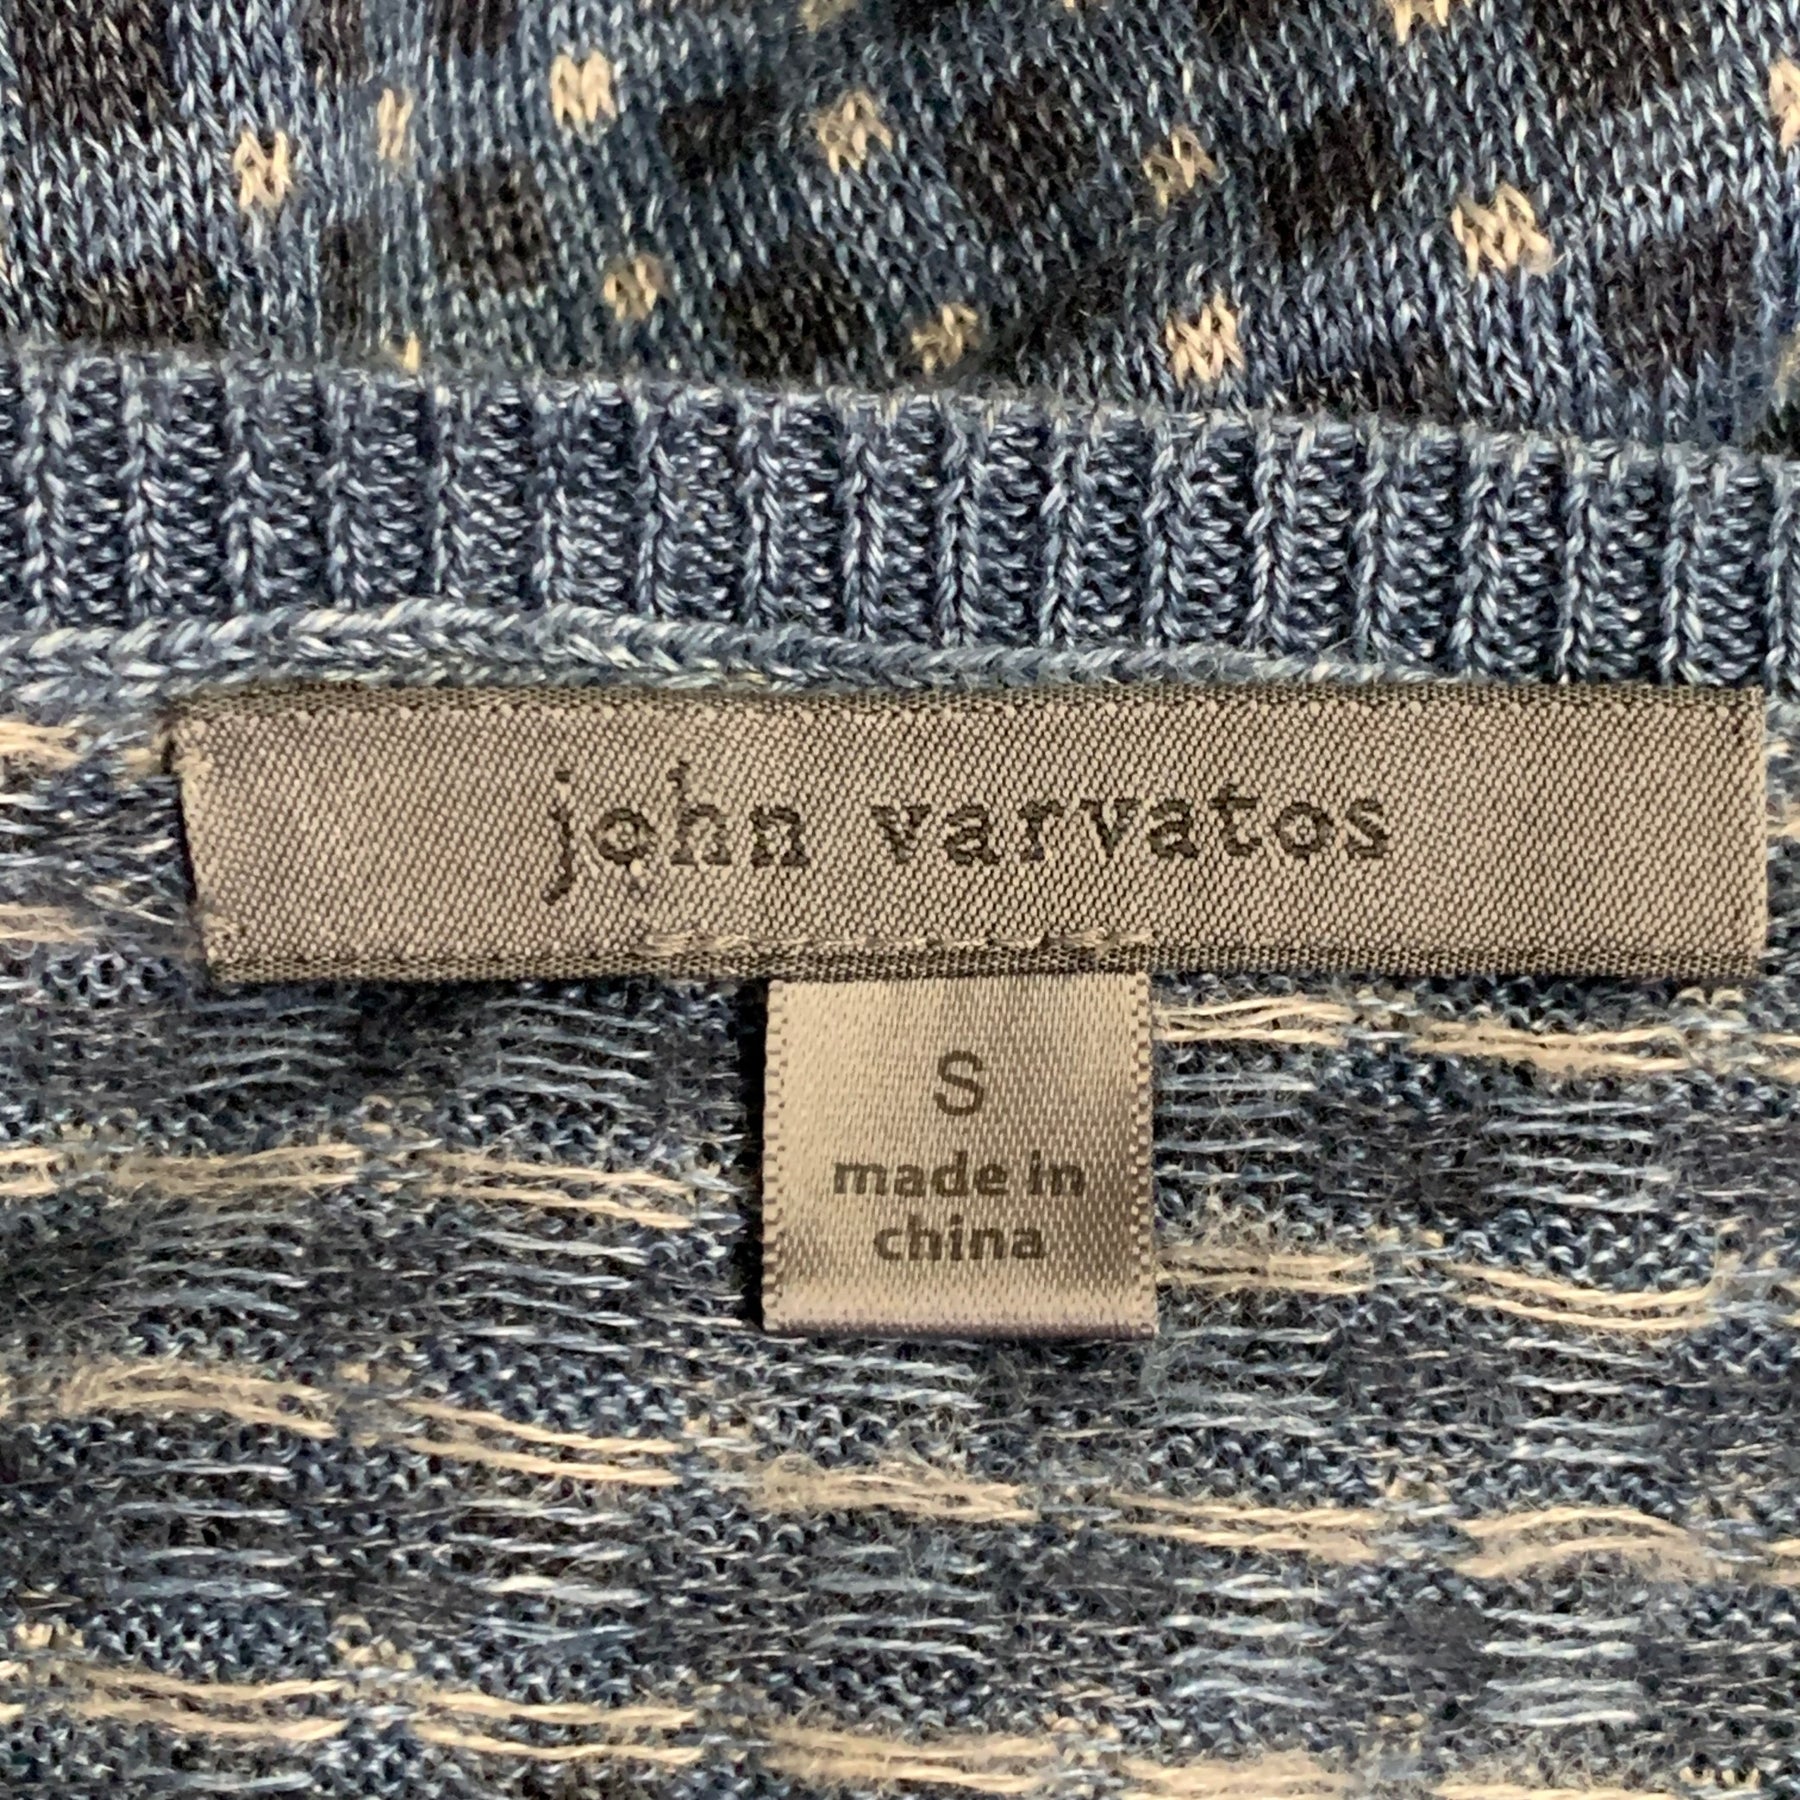 john varvatos
S
made in
china